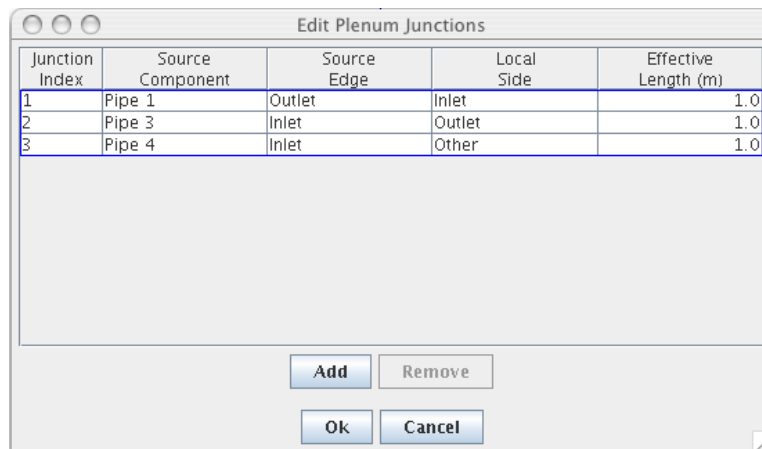 Edit Plenum Junctions
Junction Index Source Component Source Edge Local Side Effective Length (m)
1 Pipe 1 Outlet Inlet 1.0
2 Pipe 3 Inlet Outlet 1.0
3 Pipe 4 Inlet Other 1.0
Add Remove
Ok Cancel